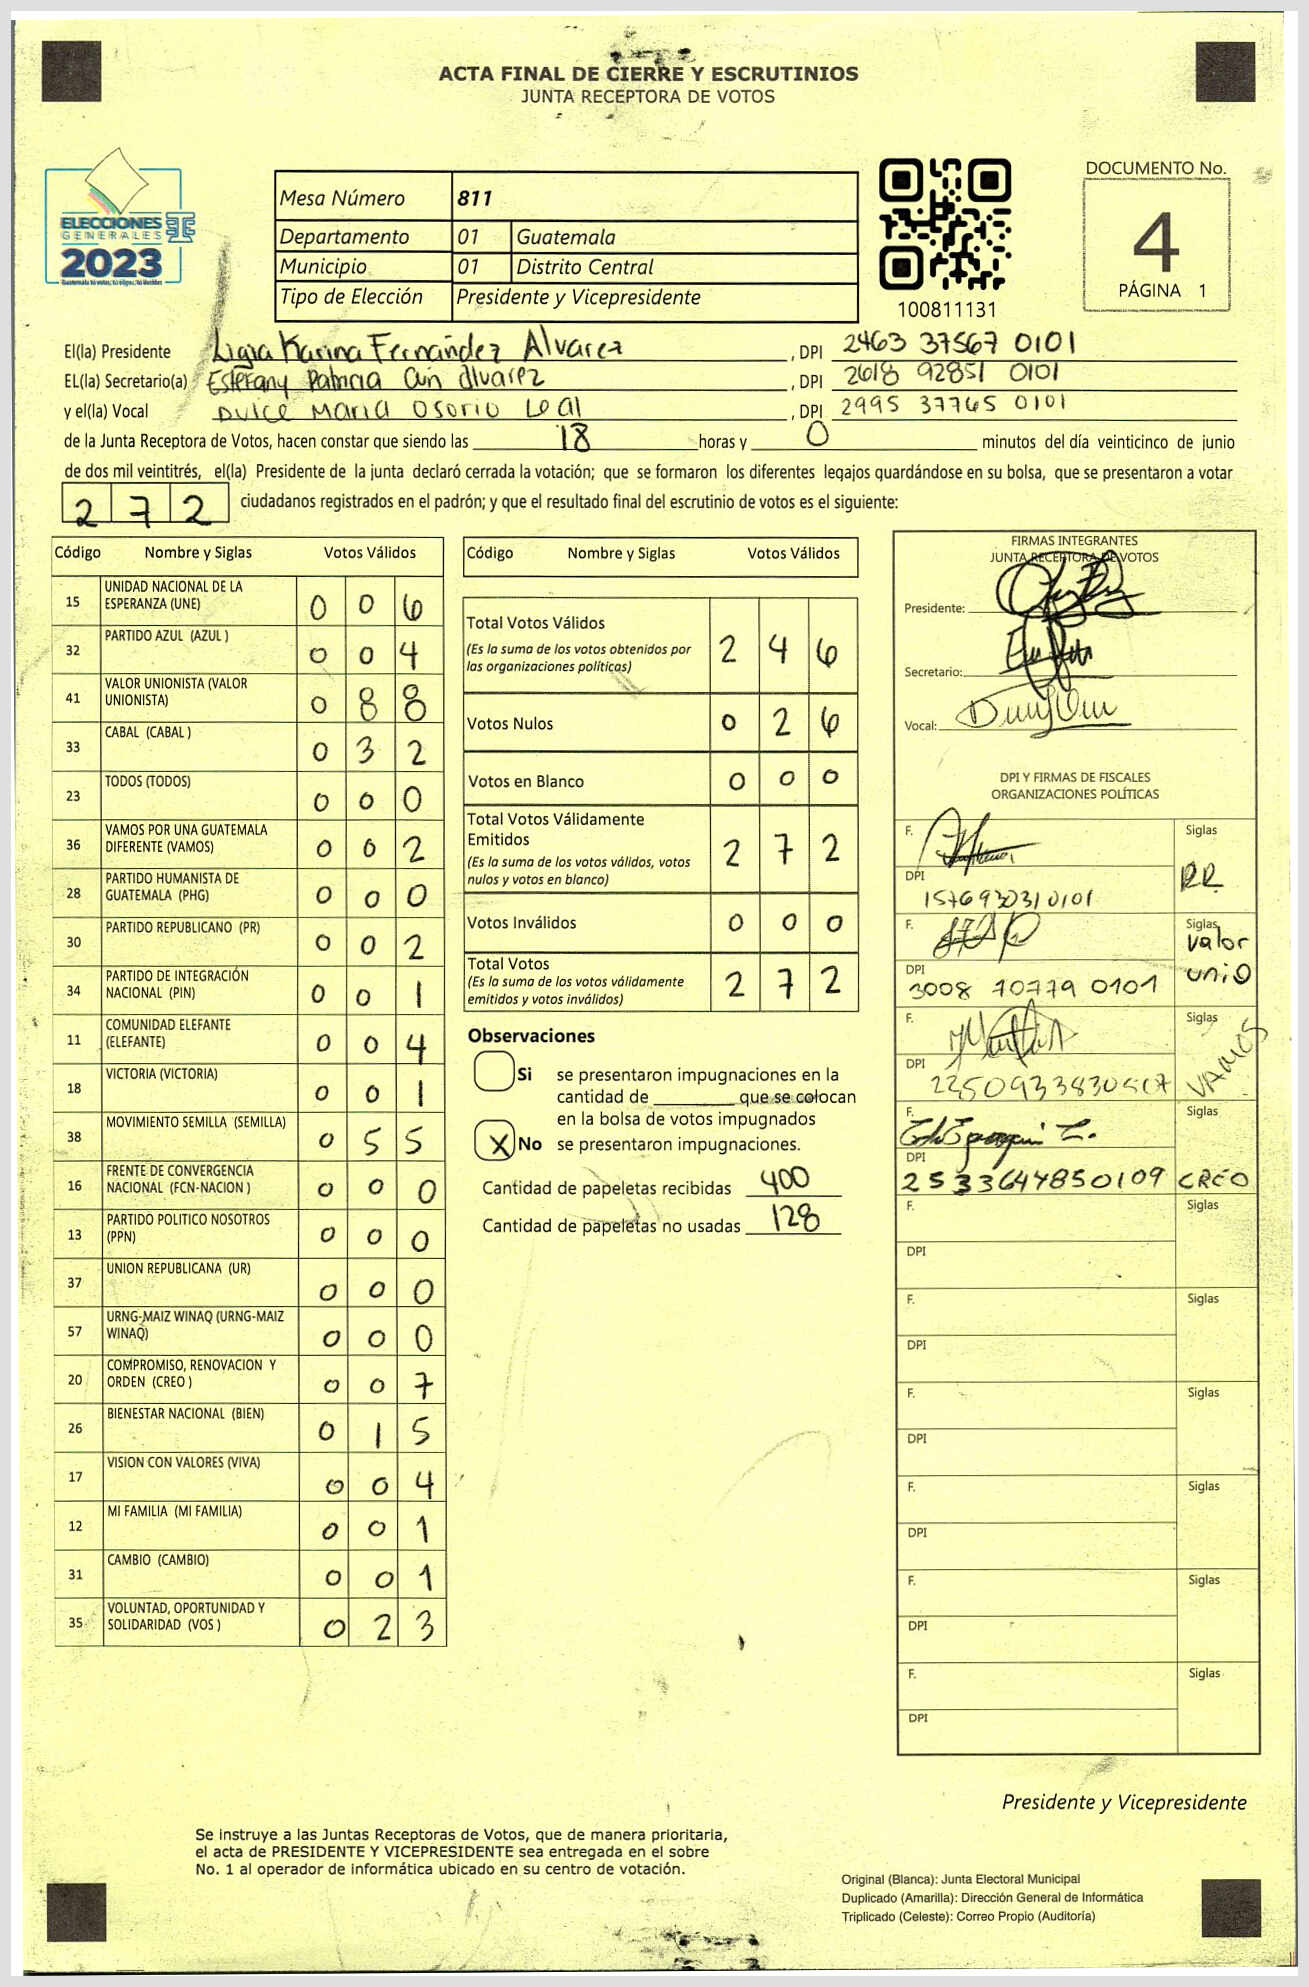 ACTA FINAL DE CIERRE Y ESCRUTINIOS
JUNTA RECEPTORA DE VOTOS
ELECCIONES
GENERALES
2023
Mesa Número 811
Departamento 01 Guatemala
Municipio 01 Distrito Central
Tipo de Elección Presidente y Vicepresidente
100811131
DOCUMENTO No.
4
PÁGINA 1
El(la) Presidente Ligia Karina Fernández Alvarez , DPI 2463 37567 0101
EL(la) Secretario(a) Estefany Patricia Alvarez , DPI 2618 92851 0101
y el(la) Vocal Dulce Maria Osorio Leal , DPI 2995 37765 0101
de la Junta Receptora de Votos, hacen constar que siendo las 18 horas y 0 minutos del día veinticinco de junio
de dos mil veintitrés, el(la) Presidente de la junta declaró cerrada la votación; que se formaron los diferentes legajos guardándose en su bolsa, que se presentaron a votar
272 ciudadanos registrados en el padrón; y que el resultado final del escrutinio de votos es el siguiente:
Código Nombre y Siglas Votos Válidos
15 UNIDAD NACIONAL DE LA ESPERANZA (UNE) 0 0 6
32 PARTIDO AZUL (AZUL ) 0 0 4
41 VALOR UNIONISTA (VALOR UNIONISTA) 0 8 8
33 CABAL (CABAL ) 0 3 2
23 TODOS (TODOS) 0 0 0
36 VAMOS POR UNA GUATEMALA DIFERENTE (VAMOS) 0 0 2
28 PARTIDO HUMANISTA DE GUATEMALA (PHG) 0 0 0
30 PARTIDO REPUBLICANO (PR) 0 0 2
34 PARTIDO DE INTEGRACIÓN NACIONAL (PIN) 0 0 1
11 COMUNIDAD ELEFANTE (ELEFANTE) 0 0 4
18 VICTORIA (VICTORIA) 0 0 1
38 MOVIMIENTO SEMILLA (SEMILLA) 0 5 5
16 FRENTE DE CONVERGENCIA NACIONAL (FCN-NACION ) 0 0 0
13 PARTIDO POLITICO NOSOTROS (PPN) 0 0 0
37 UNION REPUBLICANA (UR) 0 0 0
57 URNG-MAIZ WINAQ (URNG-MAIZ WINAQ) 0 0 0
20 COMPROMISO, RENOVACION Y ORDEN (CREO ) 0 0 7
26 BIENESTAR NACIONAL (BIEN) 0 1 5
17 VISION CON VALORES (VIVA) 0 0 4
12 MI FAMILIA (MI FAMILIA) 0 0 1
31 CAMBIO (CAMBIO) 0 0 1
35 VOLUNTAD, OPORTUNIDAD Y SOLIDARIDAD (VOS ) 0 2 3
Código Nombre y Siglas Votos Válidos
Total Votos Válidos 2 4 6
(Es la suma de los votos obtenidos por
las organizaciones políticas)
Votos Nulos 0 2 6
Votos en Blanco 0 0 0
Total Votos Válidamente
Emitidos 2 7 2
(Es la suma de los votos válidos, votos
nulos y votos en blanco)
Votos Inválidos 0 0 0
Total Votos 2 7 2
(Es la suma de los votos válidamente
emitidos y votos inválidos)
Observaciones
Si se presentaron impugnaciones en la
cantidad de ________ que se colocan
en la bolsa de votos impugnados
X No se presentaron impugnaciones.
Cantidad de papeletas recibidas 400
Cantidad de papeletas no usadas 128
FIRMAS INTEGRANTES
JUNTA RECEPTORA DE VOTOS
Presidente:
Secretario:
Vocal:
DPI Y FIRMAS DE FISCALES
ORGANIZACIONES POLÍTICAS
F. Siglas
DPI 1576930310101
F. Siglas valor
unio
DPI 3008 10779 0101
F. Siglas VAMOS
DPI
F. Siglas CREO
DPI 2533644850109
F. Siglas
DPI
F. Siglas
DPI
F. Siglas
DPI
F. Siglas
DPI
F. Siglas
DPI
F. Siglas
DPI
Presidente y Vicepresidente
Se instruye a las Juntas Receptoras de Votos, que de manera prioritaria,
el acta de PRESIDENTE Y VICEPRESIDENTE sea entregada en el sobre
No. 1 al operador de informática ubicado en su centro de votación.
Original (Blanca): Junta Electoral Municipal
Duplicado (Amarilla): Dirección General de Informática
Triplicado (Celeste): Correo Propio (Auditoría)